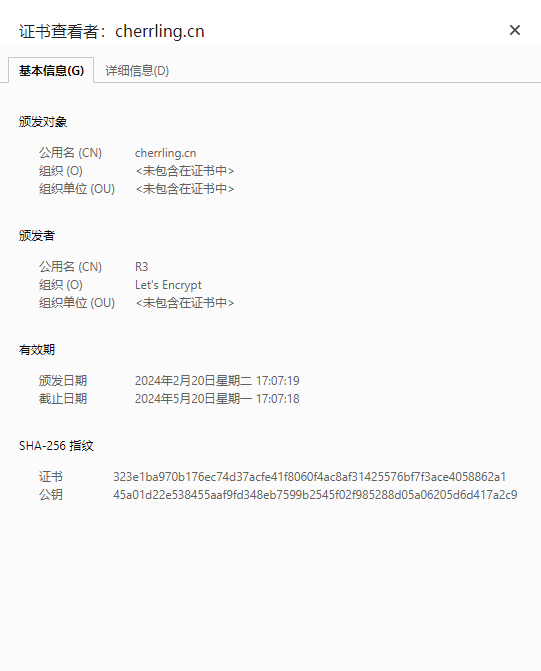 证书查看者：cherrling.cn
基本信息(G) 详细信息(D)
颁发对象
公用名 (CN) cherrling.cn
组织 (O) <未包含在证书中>
组织单位 (OU) <未包含在证书中>
颁发者
公用名 (CN) R3
组织 (O) Let's Encrypt
组织单位 (OU) <未包含在证书中>
有效期
颁发日期 2024年2月20日星期二 17:07:19
截止日期 2024年5月20日星期一 17:07:18
SHA-256 指纹
证书 323e1ba970b176ec74d37acfe41f8060f4ac8af31425576bf7f3ace4058862a1
公钥 45a01d22e538455aaf9fd348eb7599b2545f02f985288d05a06205d6d417a2c9